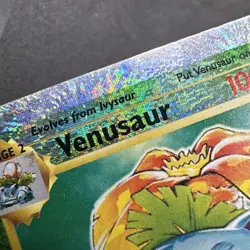 Evolves from Ivysaur
Put Venusaur on
GE 2
Venusaur
10